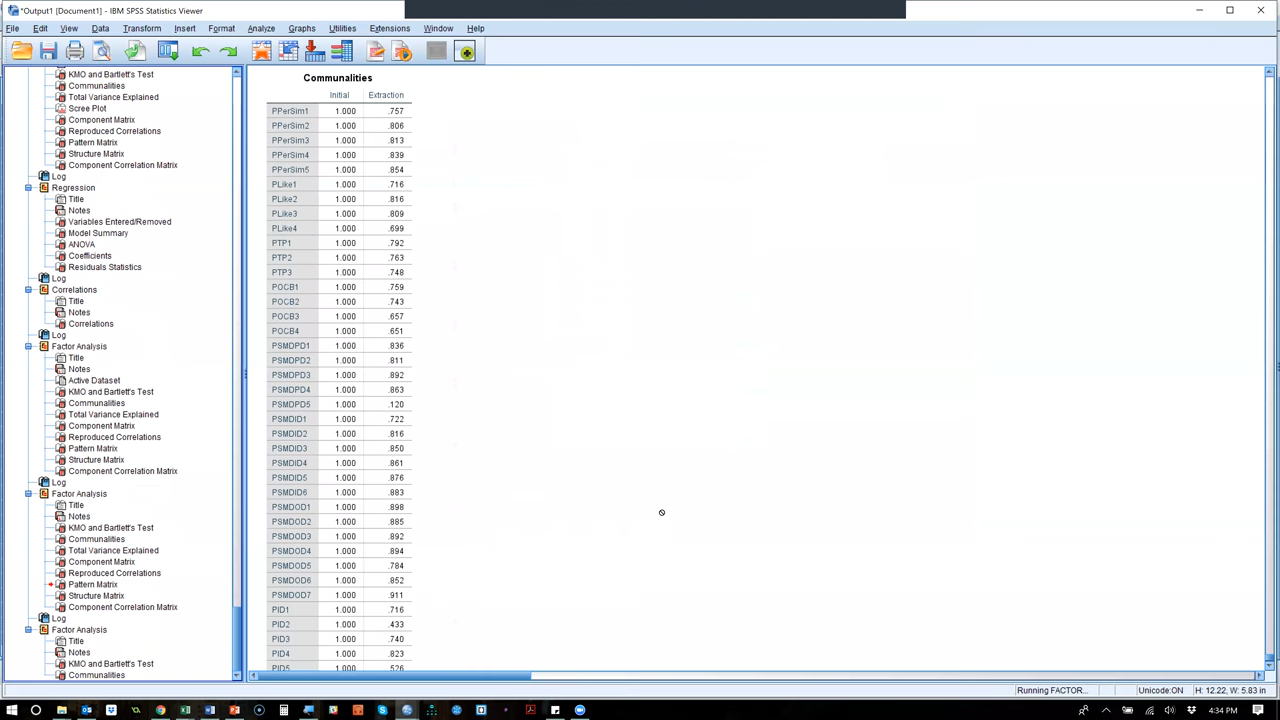 *Output1 [Document1] - IBM SPSS Statistics Viewer
File Edit View Data Transform Insert Format Analyze Graphs Utilities Extensions Window Help
KMO and Bartlett's Test
Communalities
Total Variance Explained
Scree Plot
Component Matrix
Reproduced Correlations
Pattern Matrix
Structure Matrix
Component Correlation Matrix
Log
Regression
Title
Notes
Variables Entered/Removed
Model Summary
ANOVA
Coefficients
Residuals Statistics
Log
Correlations
Title
Notes
Correlations
Log
Factor Analysis
Title
Notes
Active Dataset
KMO and Bartlett's Test
Communalities
Total Variance Explained
Component Matrix
Reproduced Correlations
Pattern Matrix
Structure Matrix
Component Correlation Matrix
Log
Factor Analysis
Title
Notes
KMO and Bartlett's Test
Communalities
Total Variance Explained
Component Matrix
Reproduced Correlations
Pattern Matrix
Structure Matrix
Component Correlation Matrix
Log
Factor Analysis
Title
Notes
KMO and Bartlett's Test
Communalities
Communalities
Initial Extraction
PPerSim1 1.000 .757
PPerSim2 1.000 .806
PPerSim3 1.000 .813
PPerSim4 1.000 .839
PPerSim5 1.000 .854
PLike1 1.000 .716
PLike2 1.000 .816
PLike3 1.000 .809
PLike4 1.000 .699
PTP1 1.000 .792
PTP2 1.000 .763
PTP3 1.000 .748
POCB1 1.000 .759
POCB2 1.000 .743
POCB3 1.000 .657
POCB4 1.000 .651
PSMDPD1 1.000 .836
PSMDPD2 1.000 .811
PSMDPD3 1.000 .892
PSMDPD4 1.000 .863
PSMDPD5 1.000 .120
PSMDID1 1.000 .722
PSMDID2 1.000 .816
PSMDID3 1.000 .850
PSMDID4 1.000 .861
PSMDID5 1.000 .876
PSMDID6 1.000 .883
PSMDOD1 1.000 .898
PSMDOD2 1.000 .885
PSMDOD3 1.000 .892
PSMDOD4 1.000 .894
PSMDOD5 1.000 .784
PSMDOD6 1.000 .852
PSMDOD7 1.000 .911
PID1 1.000 .716
PID2 1.000 .433
PID3 1.000 .740
PID4 1.000 .823
PID5 1.000 .526
Running FACTOR... Unicode:ON H: 12.22, W: 5.83 in
4:34 PM